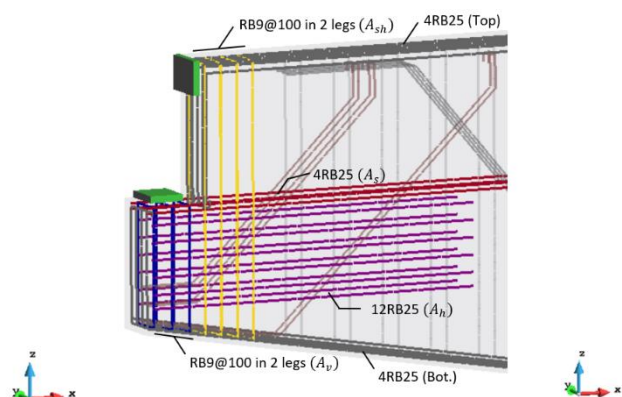 RB9@100 in 2 legs (A_sh)
4RB25 (Top)
4RB25 (A_s)
12RB25 (A_h)
RB9@100 in 2 legs (A_v)
4RB25 (Bot.)
z
y
x
z
y
x